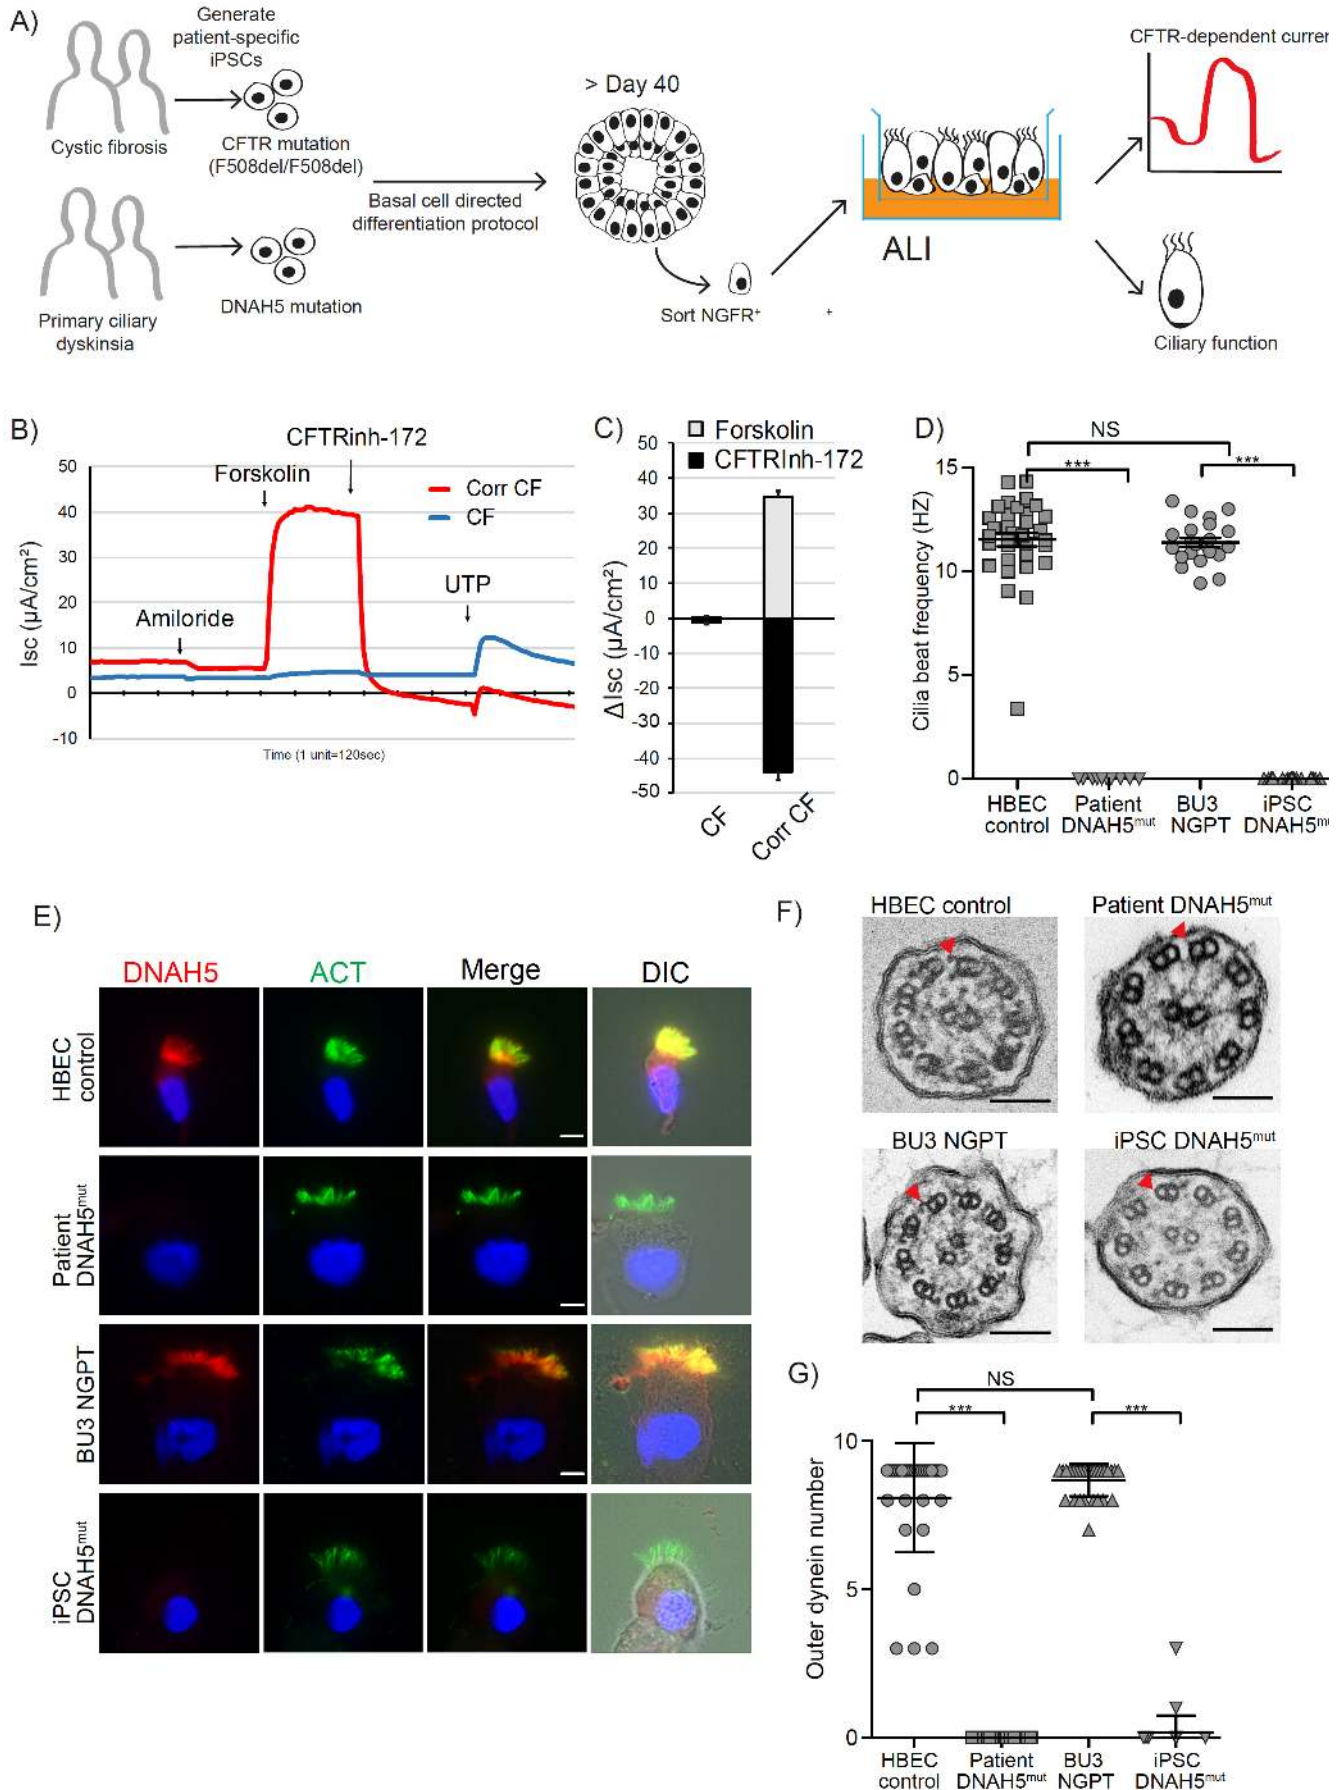 A)
Generate
patient-specific
iPSCs
Cystic fibrosis
CFTR mutation
(F508del/F508del)
Primary ciliary
dyskinsia
DNAH5 mutation
Basal cell directed
differentiation protocol
> Day 40
Sort NGFR+
+
ALI
CFTR-dependent curren
Ciliary function
B)
CFTRinh-172
Forskolin
Corr CF
CF
Amiloride
UTP
Isc (µA/cm²)
50
40
30
20
10
0
-10
Time (1 unit=120sec)
C)
Forskolin
CFTRInh-172
ΔIsc (µA/cm²)
50
40
30
20
10
0
-10
-20
-30
-40
-50
CF
Corr CF
D)
NS
***
***
Cilia beat frequency (HZ)
15
10
5
0
HBEC
control
Patient
DNAH5mut
BU3
NGPT
iPSC
DNAH5mu
E)
DNAH5
ACT
Merge
DIC
HBEC
control
Patient
DNAH5mut
BU3 NGPT
iPSC
DNAH5mut
F)
HBEC control
Patient DNAH5mut
BU3 NGPT
iPSC DNAH5mut
G)
NS
***
***
Outer dynein number
10
5
0
HBEC
control
Patient
DNAH5mut
BU3
NGPT
iPSC
DNAH5mut